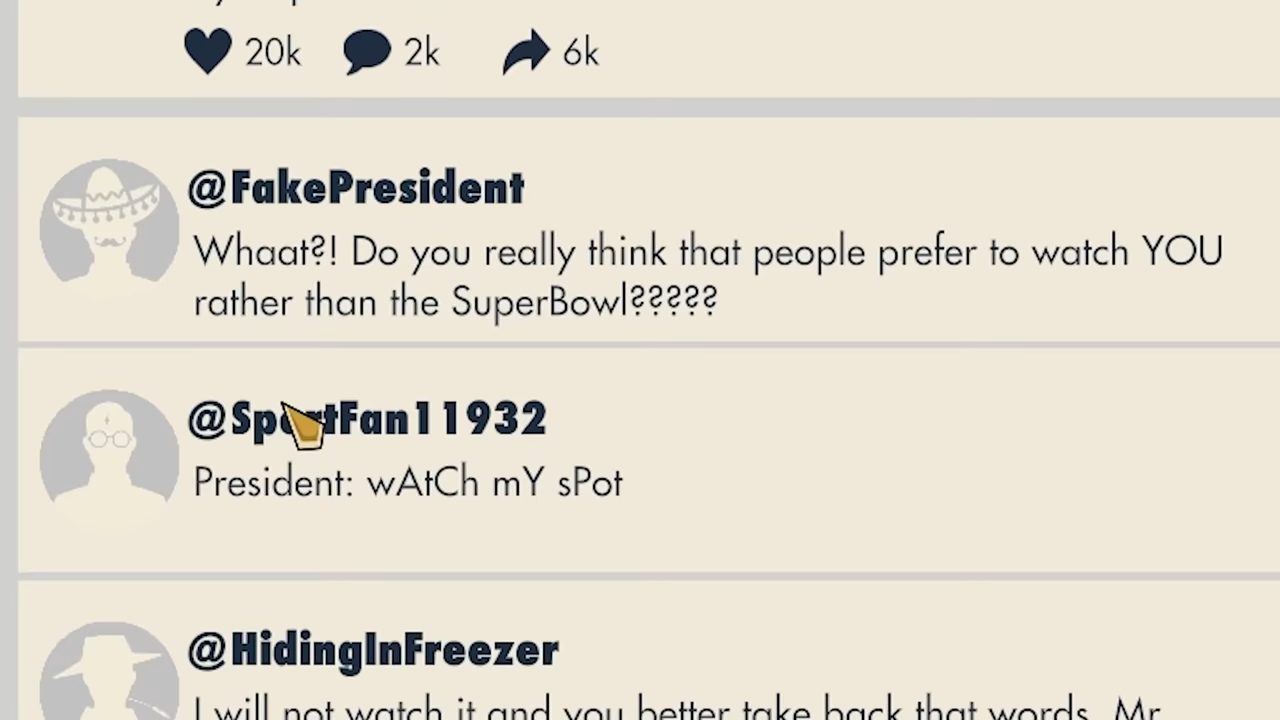 20k 2k 6k
@FakePresident
Whaat?! Do you really think that people prefer to watch YOU
rather than the SuperBowl?????
@SportFan11932
President: wAtCh mY sPot
@HidingInFreezer
I will not watch it and you better take back that words, Mr